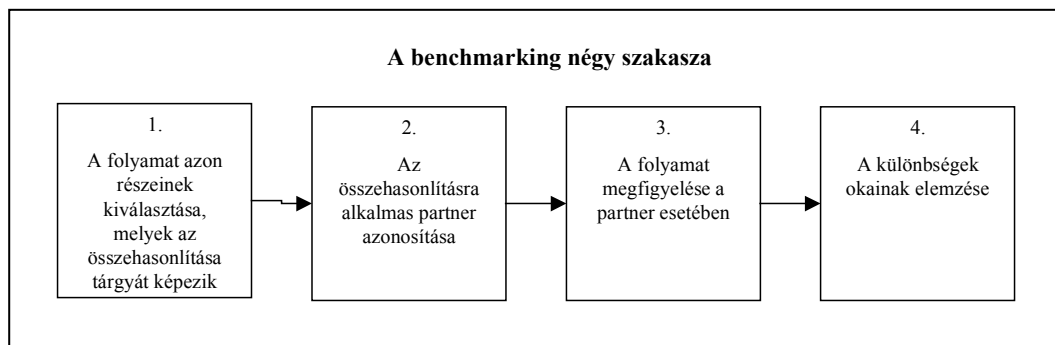 A benchmarking négy szakasza
1.
A folyamat azon
részeinek
kiválasztása,
melyek az
összehasonlítása
tárgyát képezik
2.
Az
összehasonlításra
alkalmas partner
azonosítása
3.
A folyamat
megfigyelése a
partner esetében
4.
A különbségek
okainak elemzése